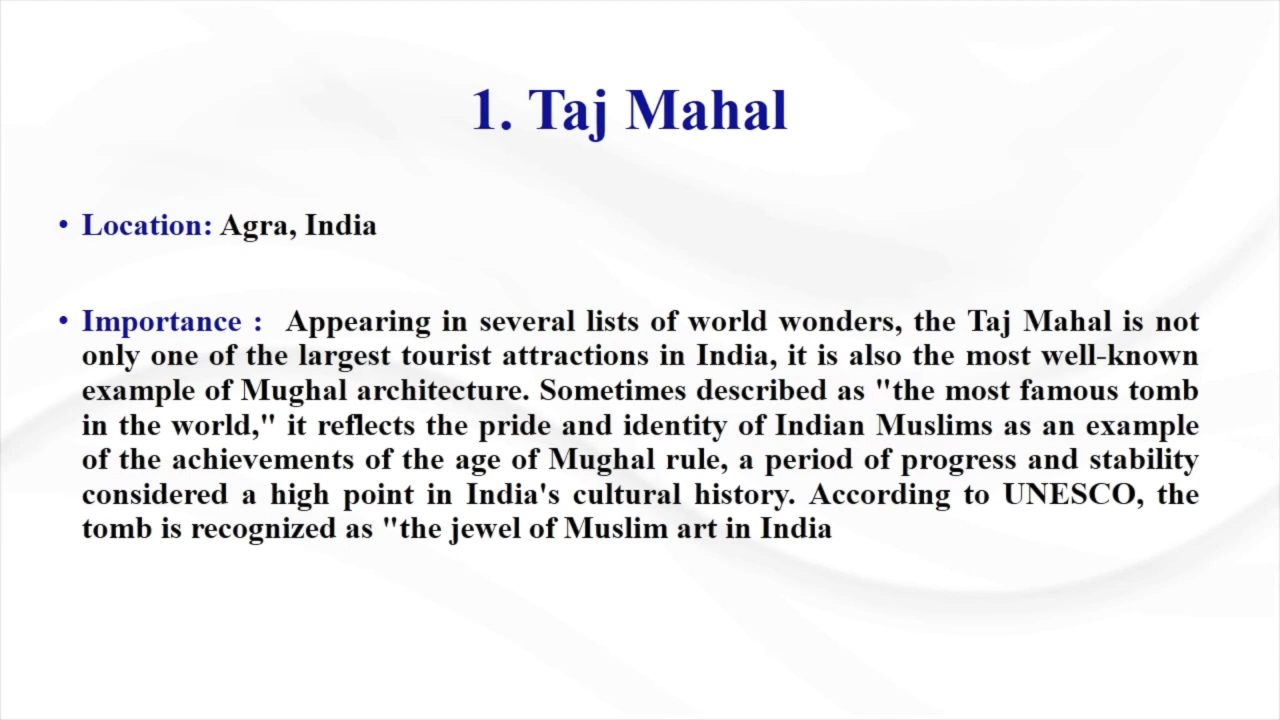 1. Taj Mahal
• Location: Agra, India
• Importance : Appearing in several lists of world wonders, the Taj Mahal is not
only one of the largest tourist attractions in India, it is also the most well-known
example of Mughal architecture. Sometimes described as "the most famous tomb
in the world," it reflects the pride and identity of Indian Muslims as an example
of the achievements of the age of Mughal rule, a period of progress and stability
considered a high point in India's cultural history. According to UNESCO, the
tomb is recognized as "the jewel of Muslim art in India